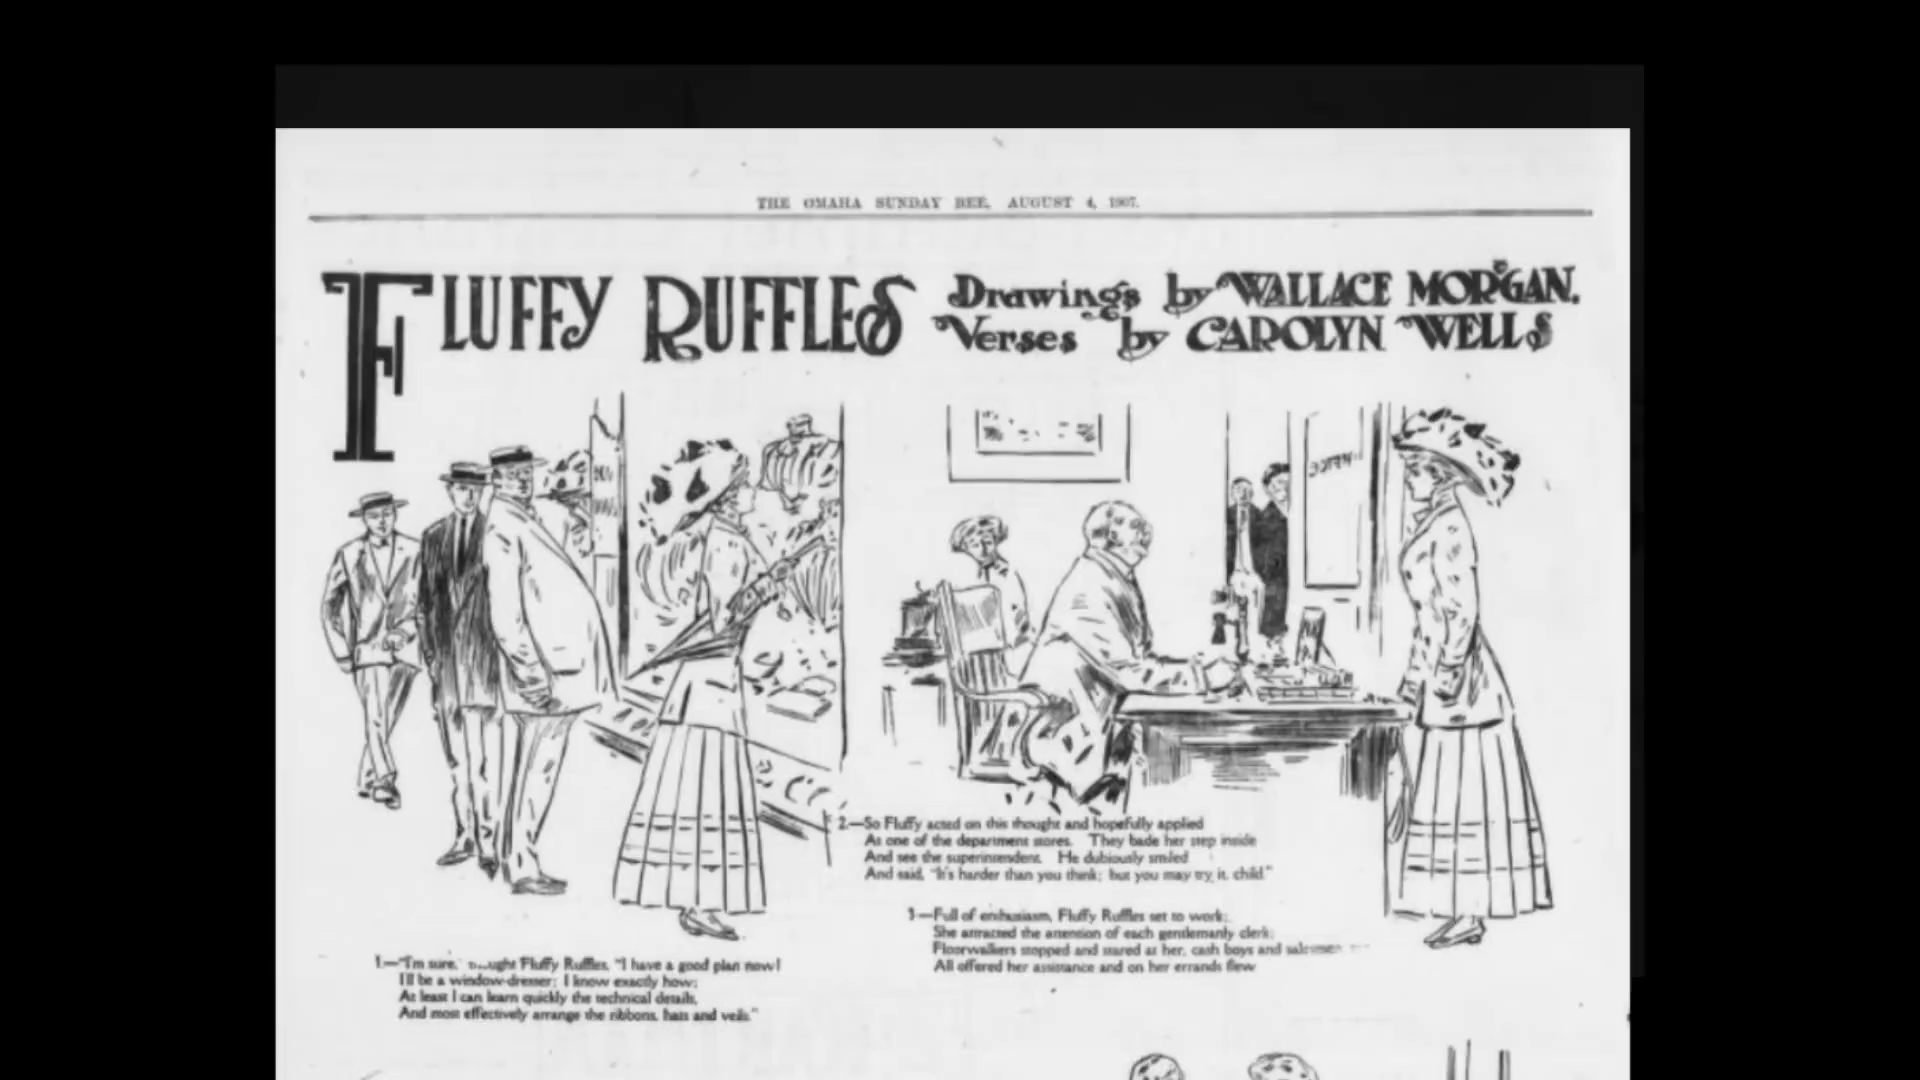 THE OMAHA SUNDAY BEE, AUGUST 4, 1907.
FLUFFY RUFFLES
Drawings by WALLACE MORGAN.
Verses by CAROLYN WELLS
2.—So Fluffy acted on this thought and hopefully applied
At one of the department stores. They bade her step inside
And see the superintendent. He dubiously smiled
And said, "It's harder than you think; but you may try it, child."
3—Full of enthusiasm, Fluffy Ruffles set to work;
She attracted the attention of each gentlemanly clerk;
Floorwalkers stopped and stared at her, cash boys and salesmen
All offered her assistance and on her errands flew
1.—"I'm sure," thought Fluffy Ruffles, "I have a good plan now!
I'll be a window-dresser; I know exactly how;
At least I can learn quickly the technical details,
And most effectively arrange the ribbons, hats and veils."